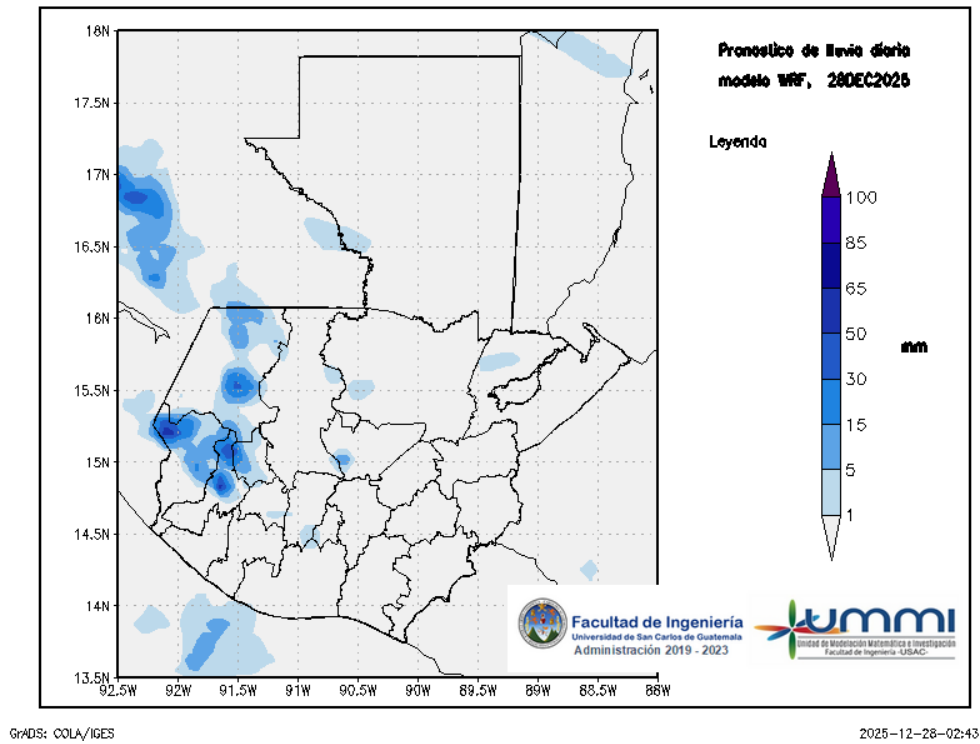 Pronostico de lluvia diaria
modelo WRF, 28DEC2025
Leyenda
100
85
65
50
30
15
5
1
mm
18N
17.5N
17N
16.5N
16N
15.5N
15N
14.5N
14N
13.5N
92.5W 92W 91.5W 91W 90.5W 90W 89.5W 89W 88.5W 88W
Facultad de Ingeniería
Universidad de San Carlos de Guatemala
Administración 2019 - 2023
ummi
Unidad de Modelación Matemática e Investigación
Facultad de Ingeniería -USAC-
GrADS: COLA/IGES
2025-12-28-02:43